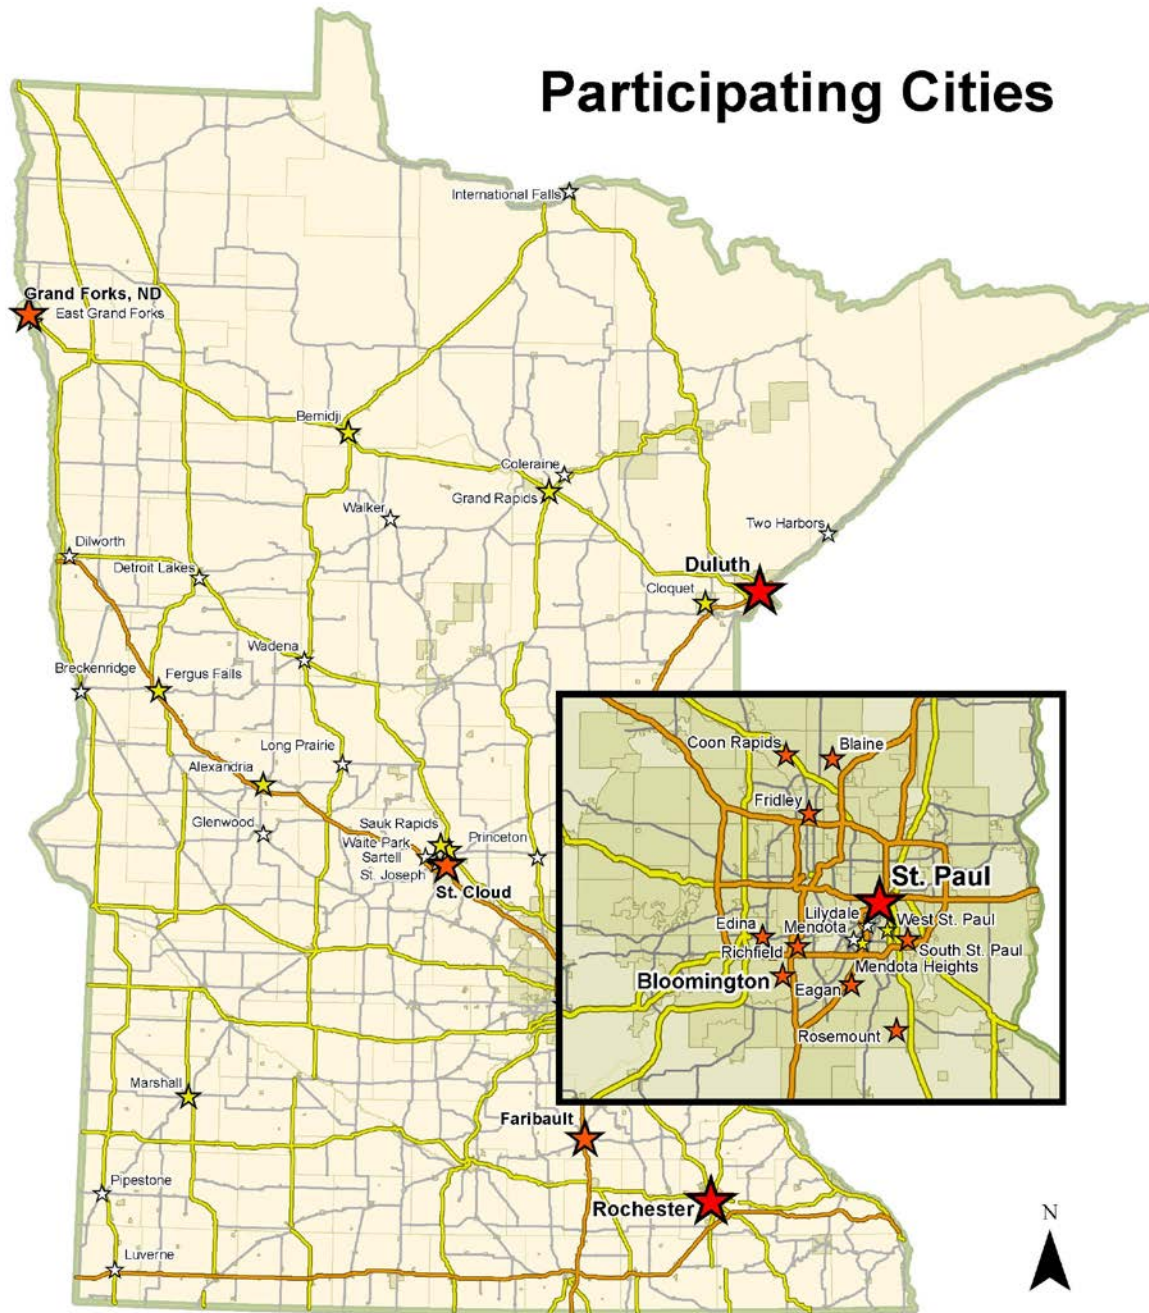 Participating Cities
International Falls
Grand Forks, ND
East Grand Forks
Bemidji
Coleraine
Grand Rapids
Walker
Two Harbors
Dilworth
Detroit Lakes
Duluth
Cloquet
Wadena
Breckenridge
Fergus Falls
Long Prairie
Alexandria
Glenwood
Sauk Rapids
Princeton
Waite Park
Sartell
St. Joseph
St. Cloud
Coon Rapids
Blaine
Fridley
St. Paul
Lilydale
Edina
Mendota
West St. Paul
Richfield
South St. Paul
Mendota Heights
Bloomington
Eagan
Rosemount
Marshall
Faribault
Pipestone
Rochester
Luverne
N